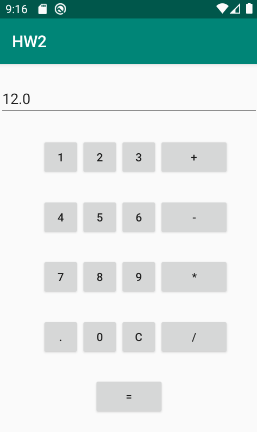 9:16
HW2
12.0
1 2 3 +
4 5 6 -
7 8 9 *
. 0 C /
=